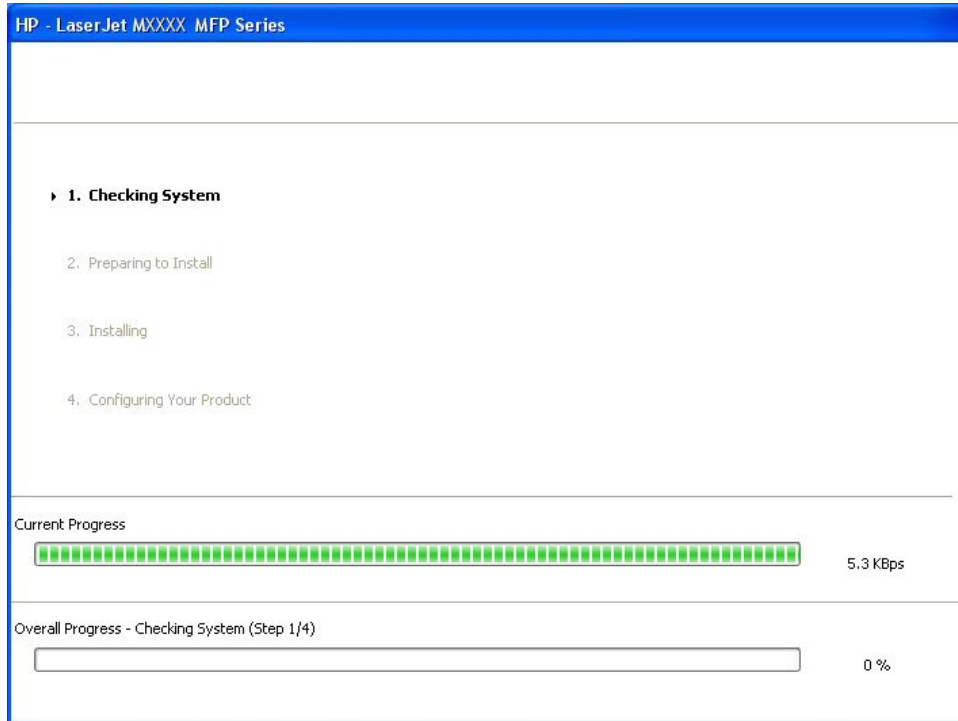 HP - LaserJet MXXXX MFP Series
1. Checking System
2. Preparing to Install
3. Installing
4. Configuring Your Product
Current Progress
5.3 KBps
Overall Progress - Checking System (Step 1/4)
0 %